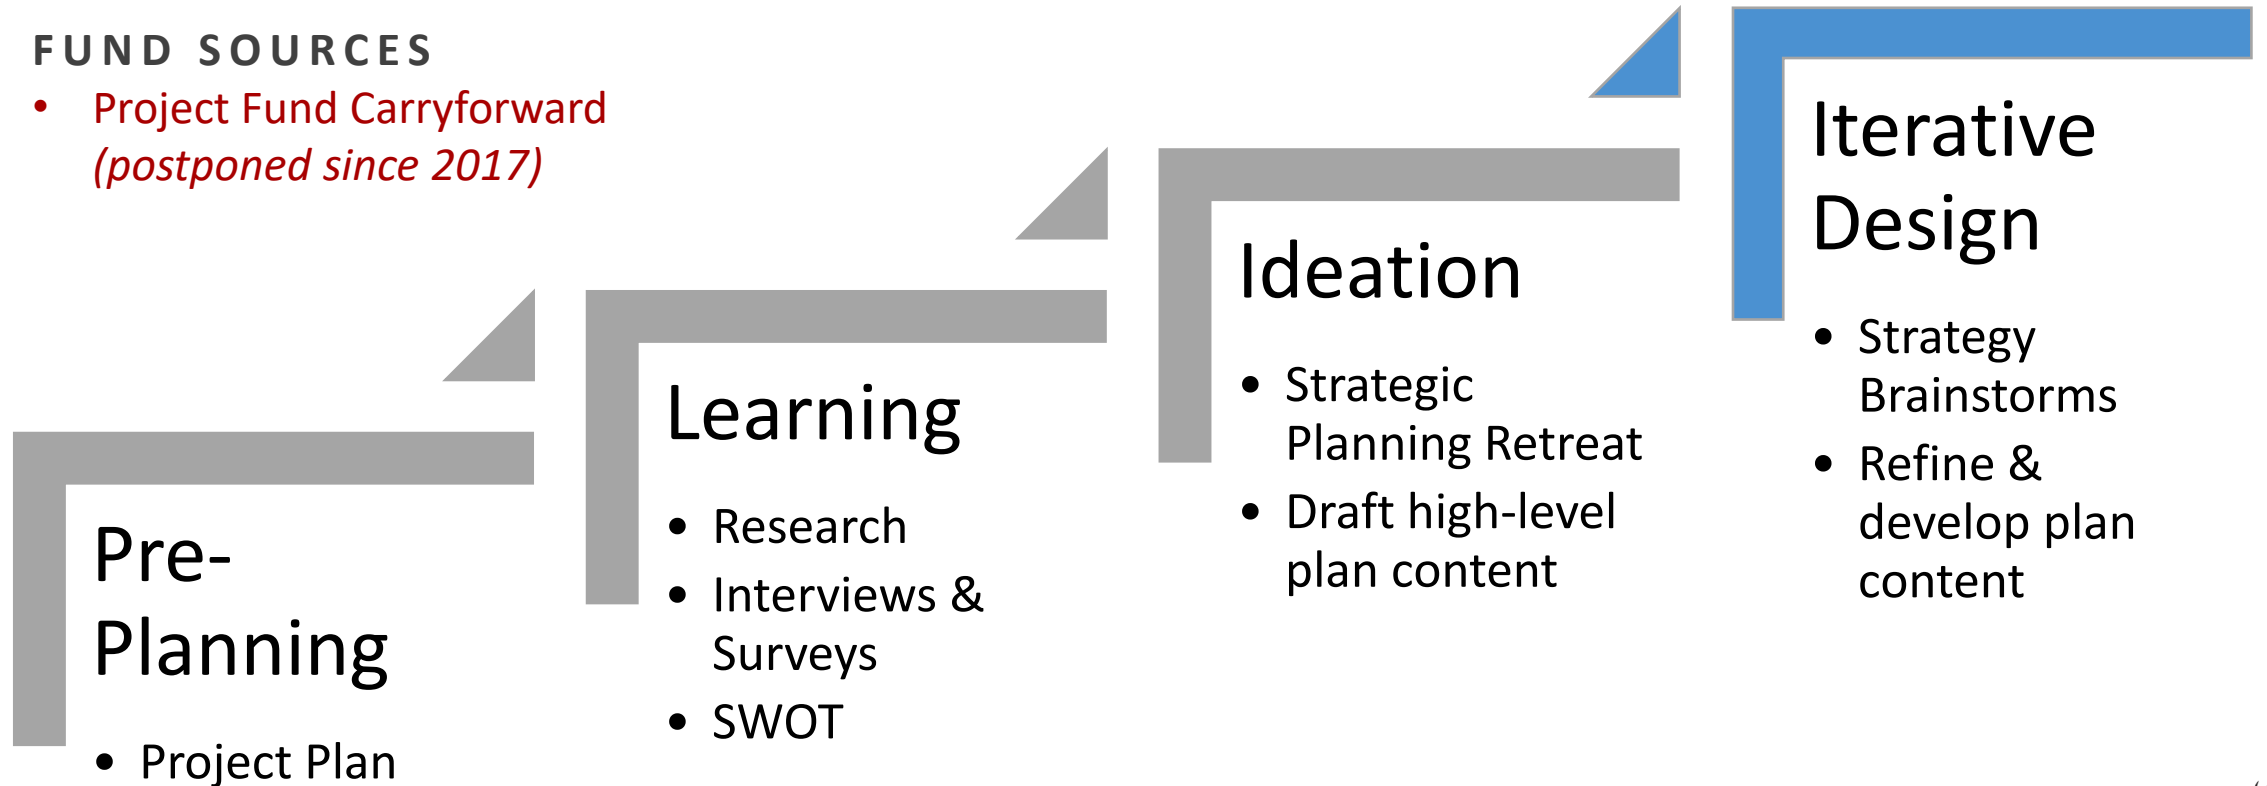 FUND SOURCES
• Project Fund Carryforward
(postponed since 2017)
Pre-
Planning
• Project Plan
Learning
• Research
• Interviews &
Surveys
• SWOT
Ideation
• Strategic
Planning Retreat
• Draft high-level
plan content
Iterative
Design
• Strategy
Brainstorms
• Refine &
develop plan
content